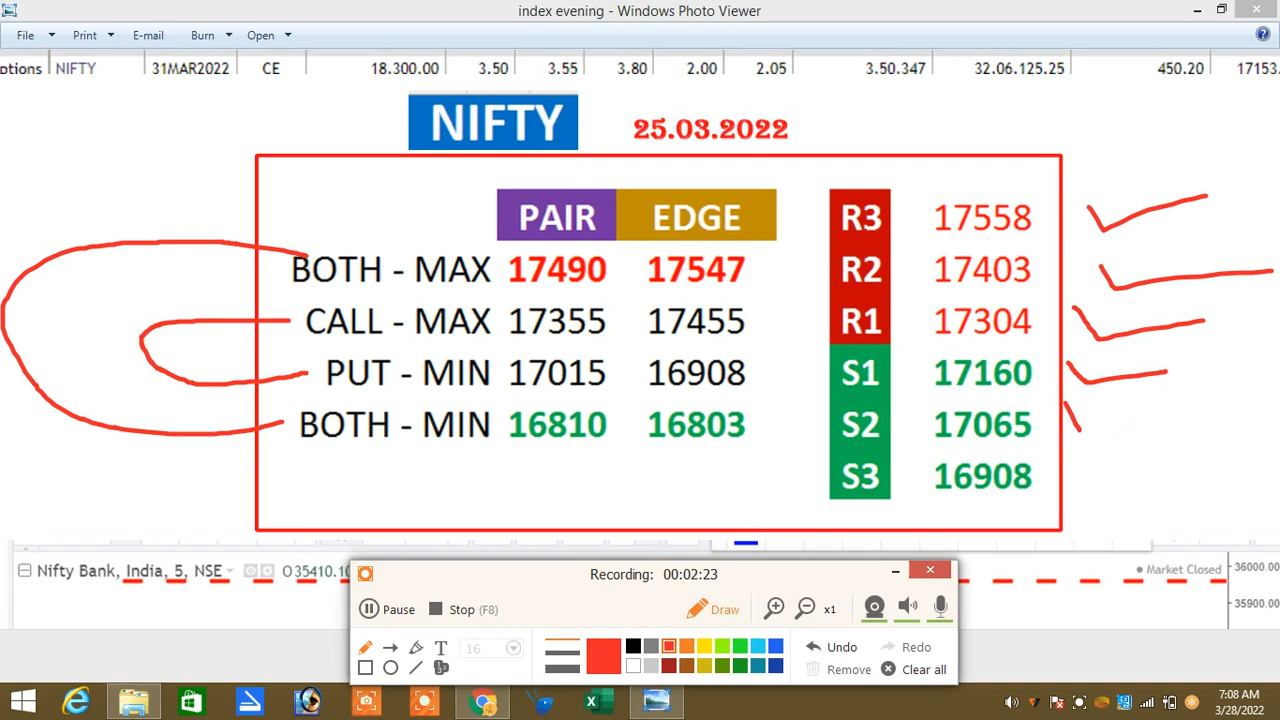 index evening - Windows Photo Viewer
File Print E-mail Burn Open
ptions NIFTY 31MAR2022 CE 18.300.00 3.50 3.55 3.80 2.00 2.05 3.50.347 32.06.125.25 450.20 17153.
NIFTY 25.03.2022
PAIR EDGE R3 17558
BOTH - MAX 17490 17547 R2 17403
CALL - MAX 17355 17455 R1 17304
PUT - MIN 17015 16908 S1 17160
BOTH - MIN 16810 16803 S2 17065
S3 16908
Nifty Bank, India, 5, NSE O35410.10 Market Closed 36000.00
35900.00
Recording: 00:02:23
Pause Stop (F8) Draw x1
T 16 Undo Redo
Remove Clear all
7:08 AM
3/28/2022